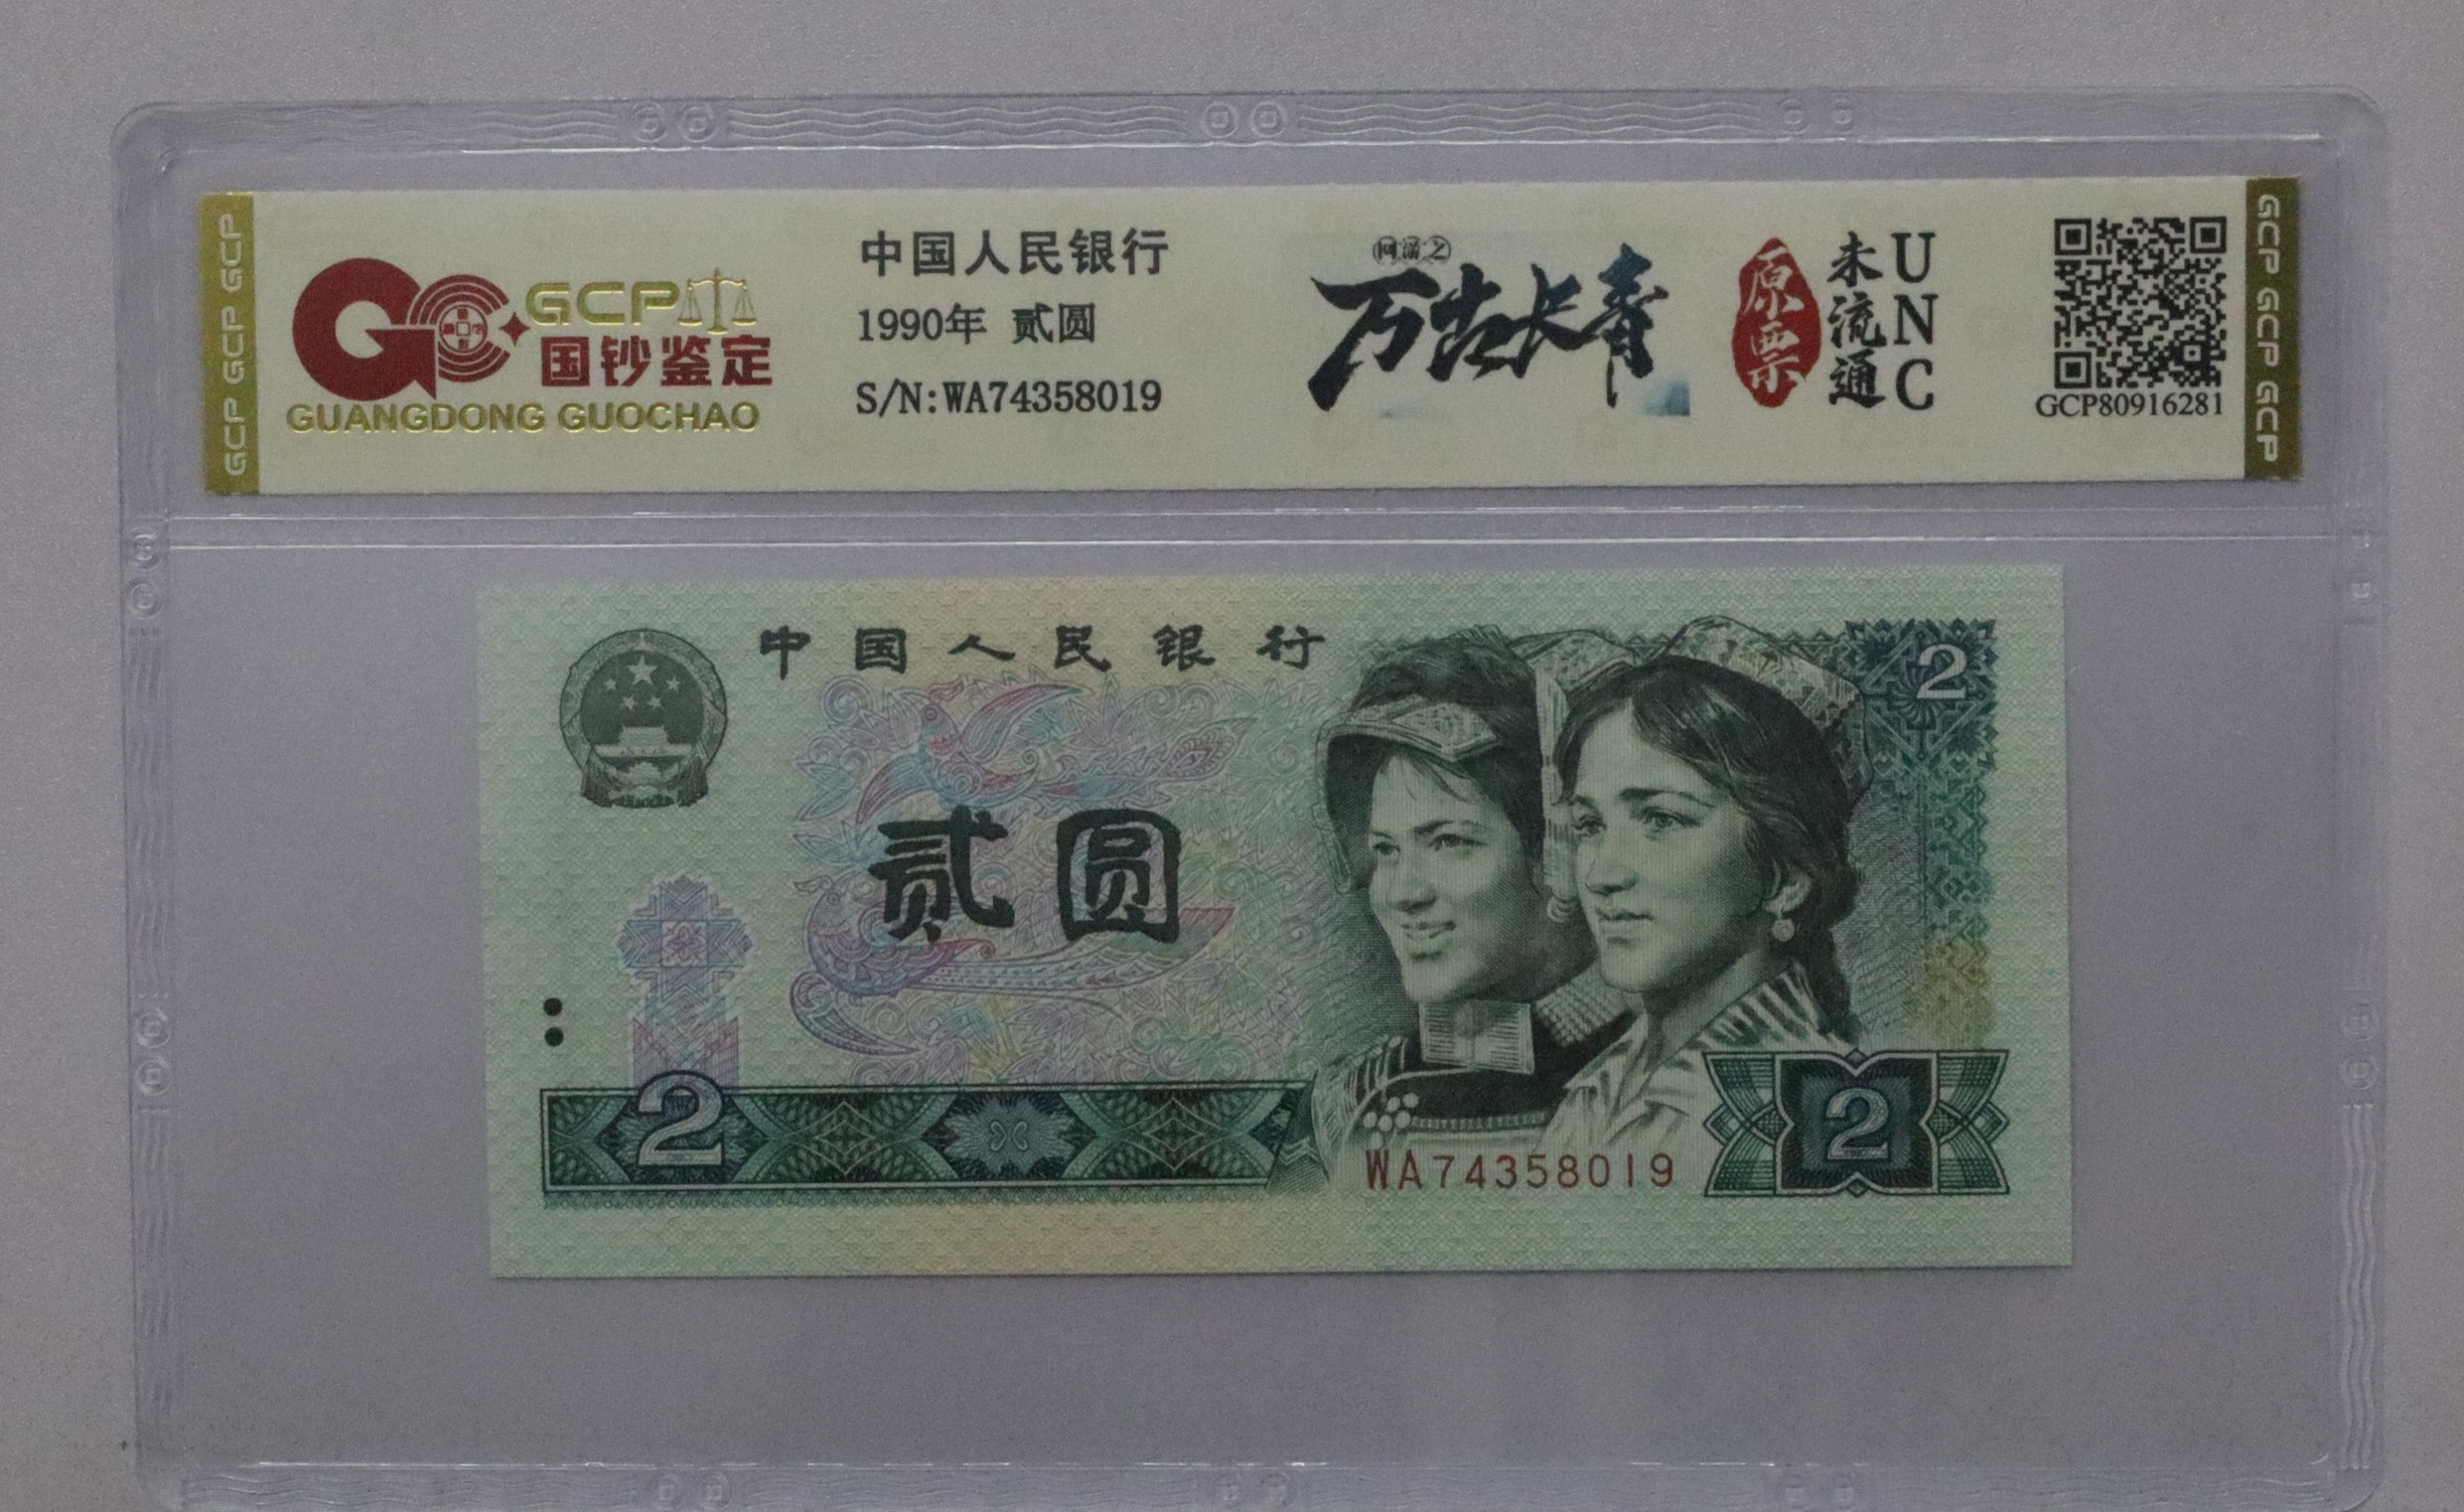 GCP GCP GCP
GCP
国钞鉴定
GUANGDONG GUOCHAO
中国人民银行
1990年 贰圆
S/N:WA74358019
万古长青
原票
未流通
UNC
GCP80916281
GCP GCP GCP
中国人民银行
2
贰圆
2
WA74358019
2